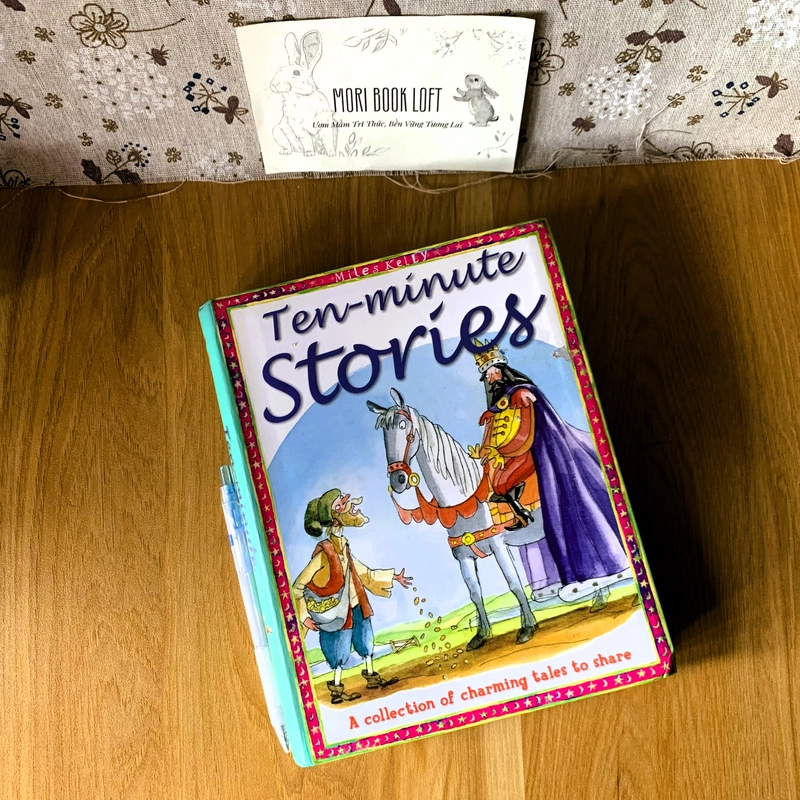 MORI BOOK LOFT
Ươm Mầm Tri Thức, Bền Vững Tương Lai
Miles Kelly
Ten-minute
Stories
A collection of charming tales to share